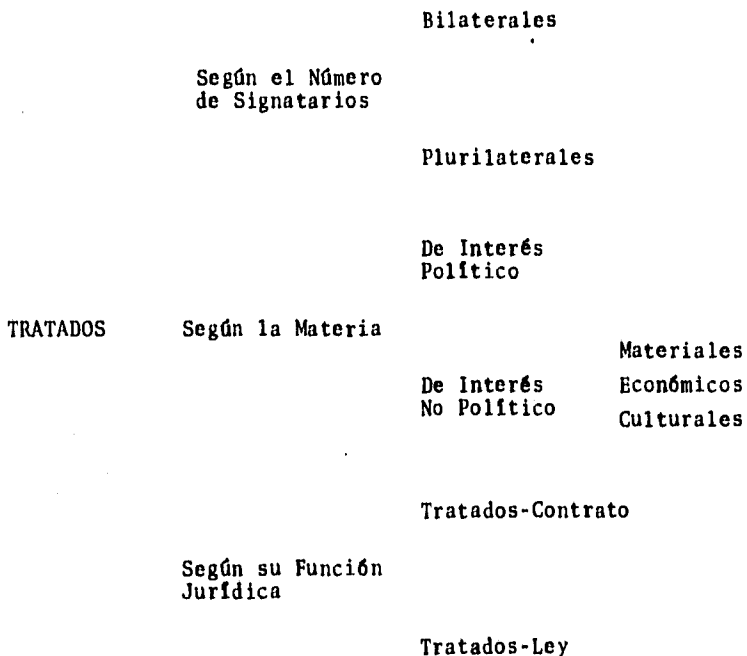 Bilaterales
Según el Número
de Signatarios
Plurilaterales
De Interés
Político
TRATADOS
Según la Materia
Materiales
De Interés
No Político
Económicos
Culturales
Tratados-Contrato
Según su Función
Jurídica
Tratados-Ley